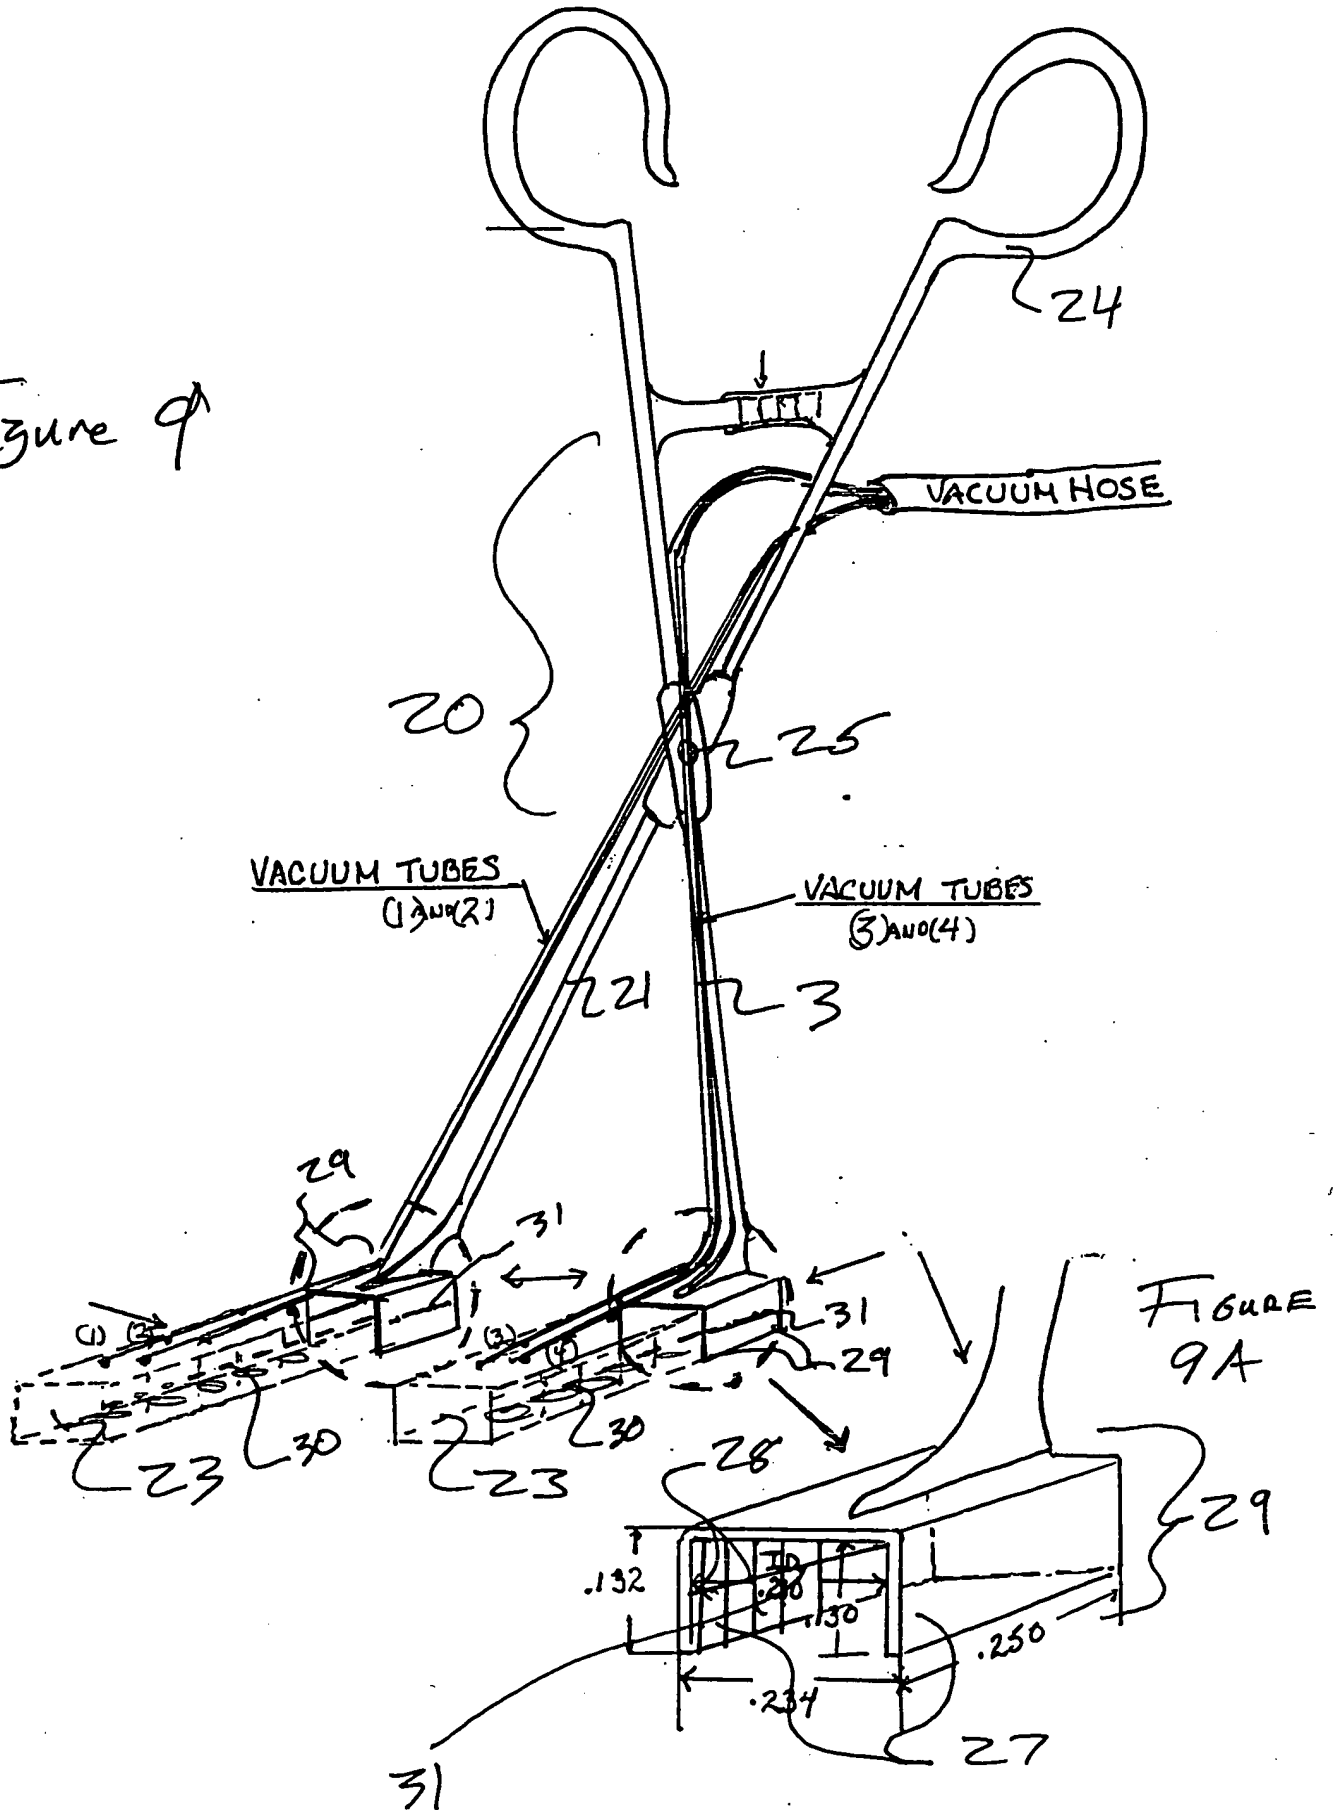 24
gure 9
VACUUM HOSE
20
25
VACUUM TUBES
(1) AND (2)
VACUUM TUBES
(3) AND (4)
21
3
29
31
(1) (2)
(3)
(4)
31
29
FIGURE
9A
23
30
23
30
28
29
.132
ID
.130
.250
.234
27
31